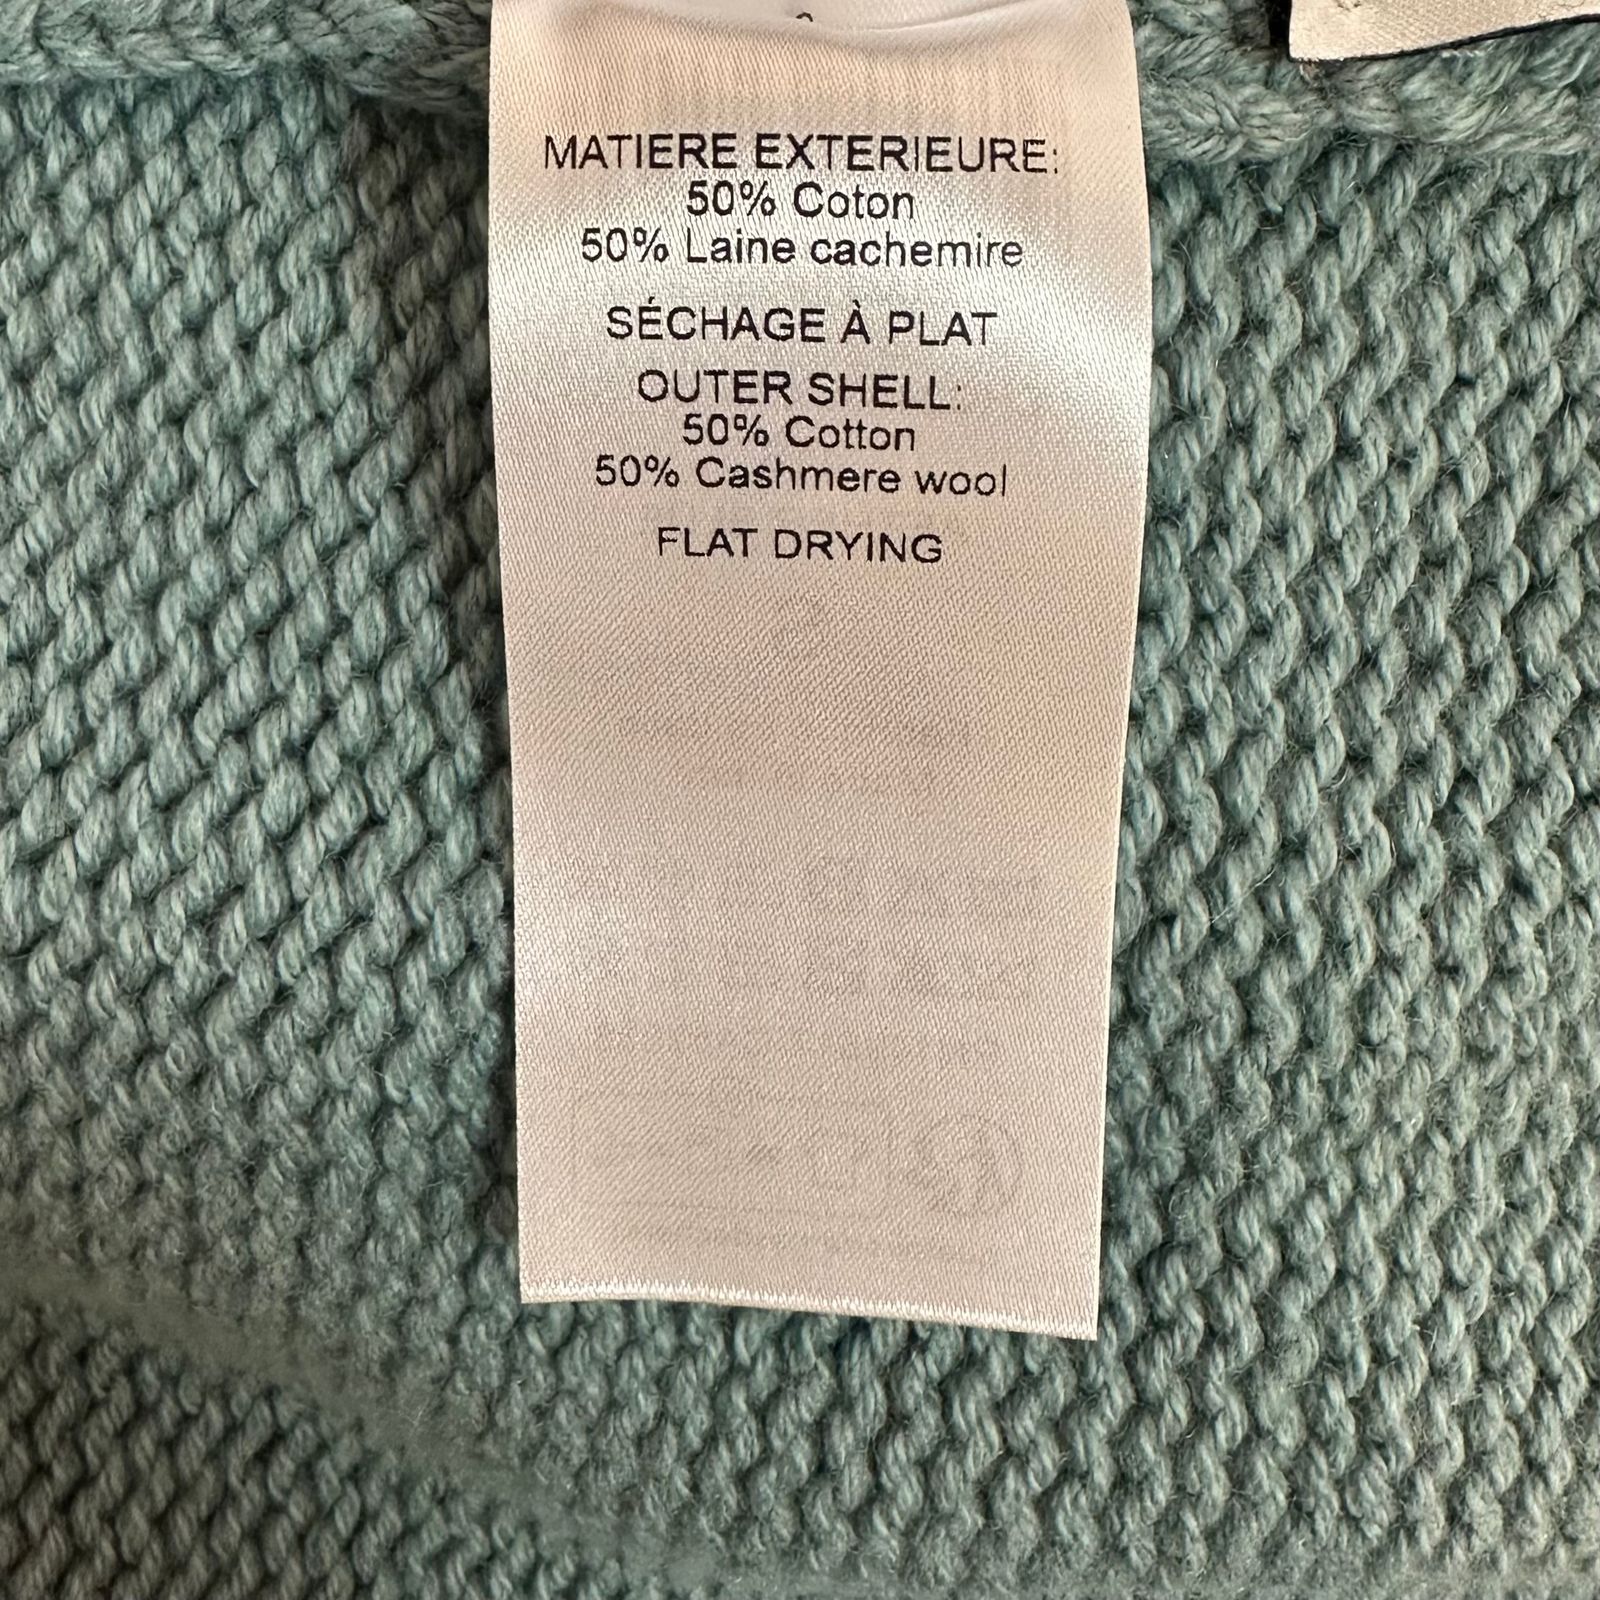 MATIERE EXTERIEURE:
50% Coton
50% Laine cachemire
SÉCHAGE À PLAT
OUTER SHELL:
50% Cotton
50% Cashmere wool
FLAT DRYING